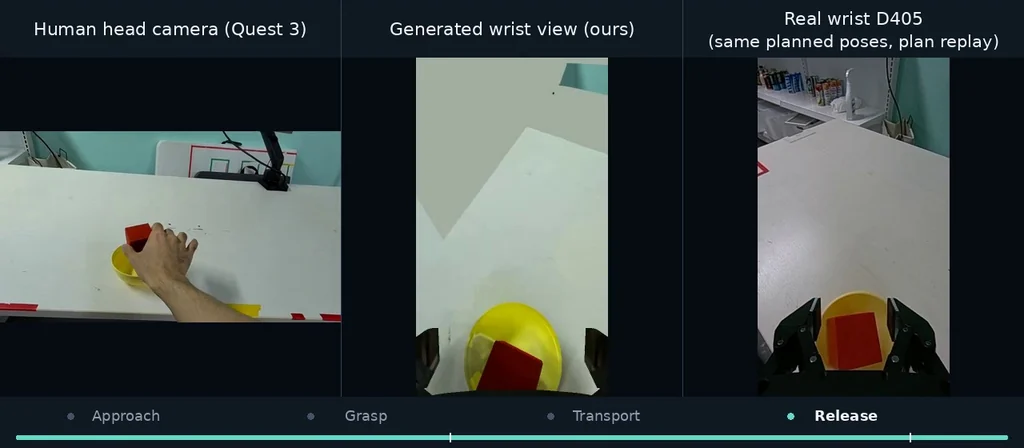 Human head camera (Quest 3)
Generated wrist view (ours)
Real wrist D405
(same planned poses, plan replay)
Approach
Grasp
Transport
Release